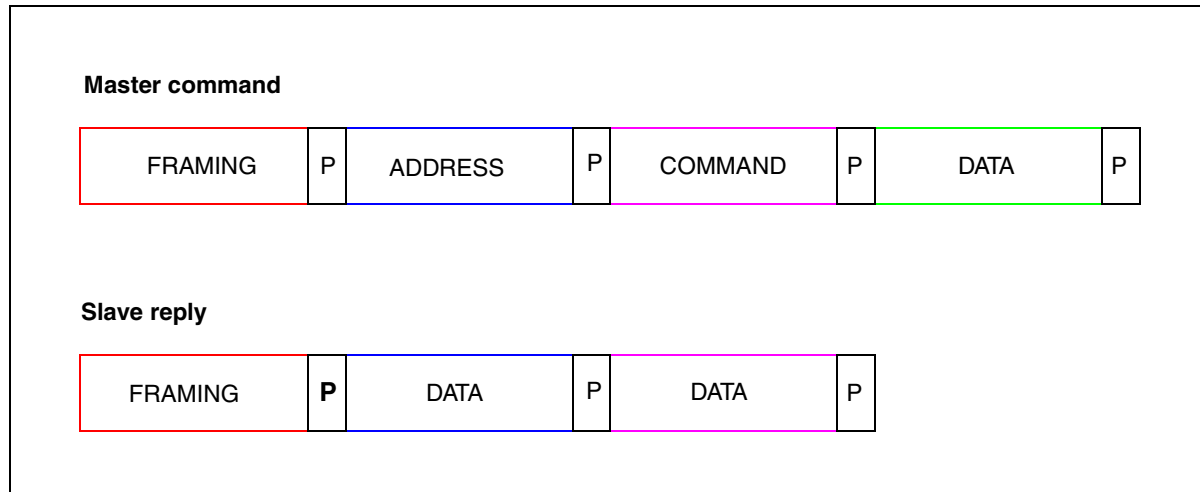 Master command
FRAMING P ADDRESS P COMMAND P DATA P
Slave reply
FRAMING P DATA P DATA P